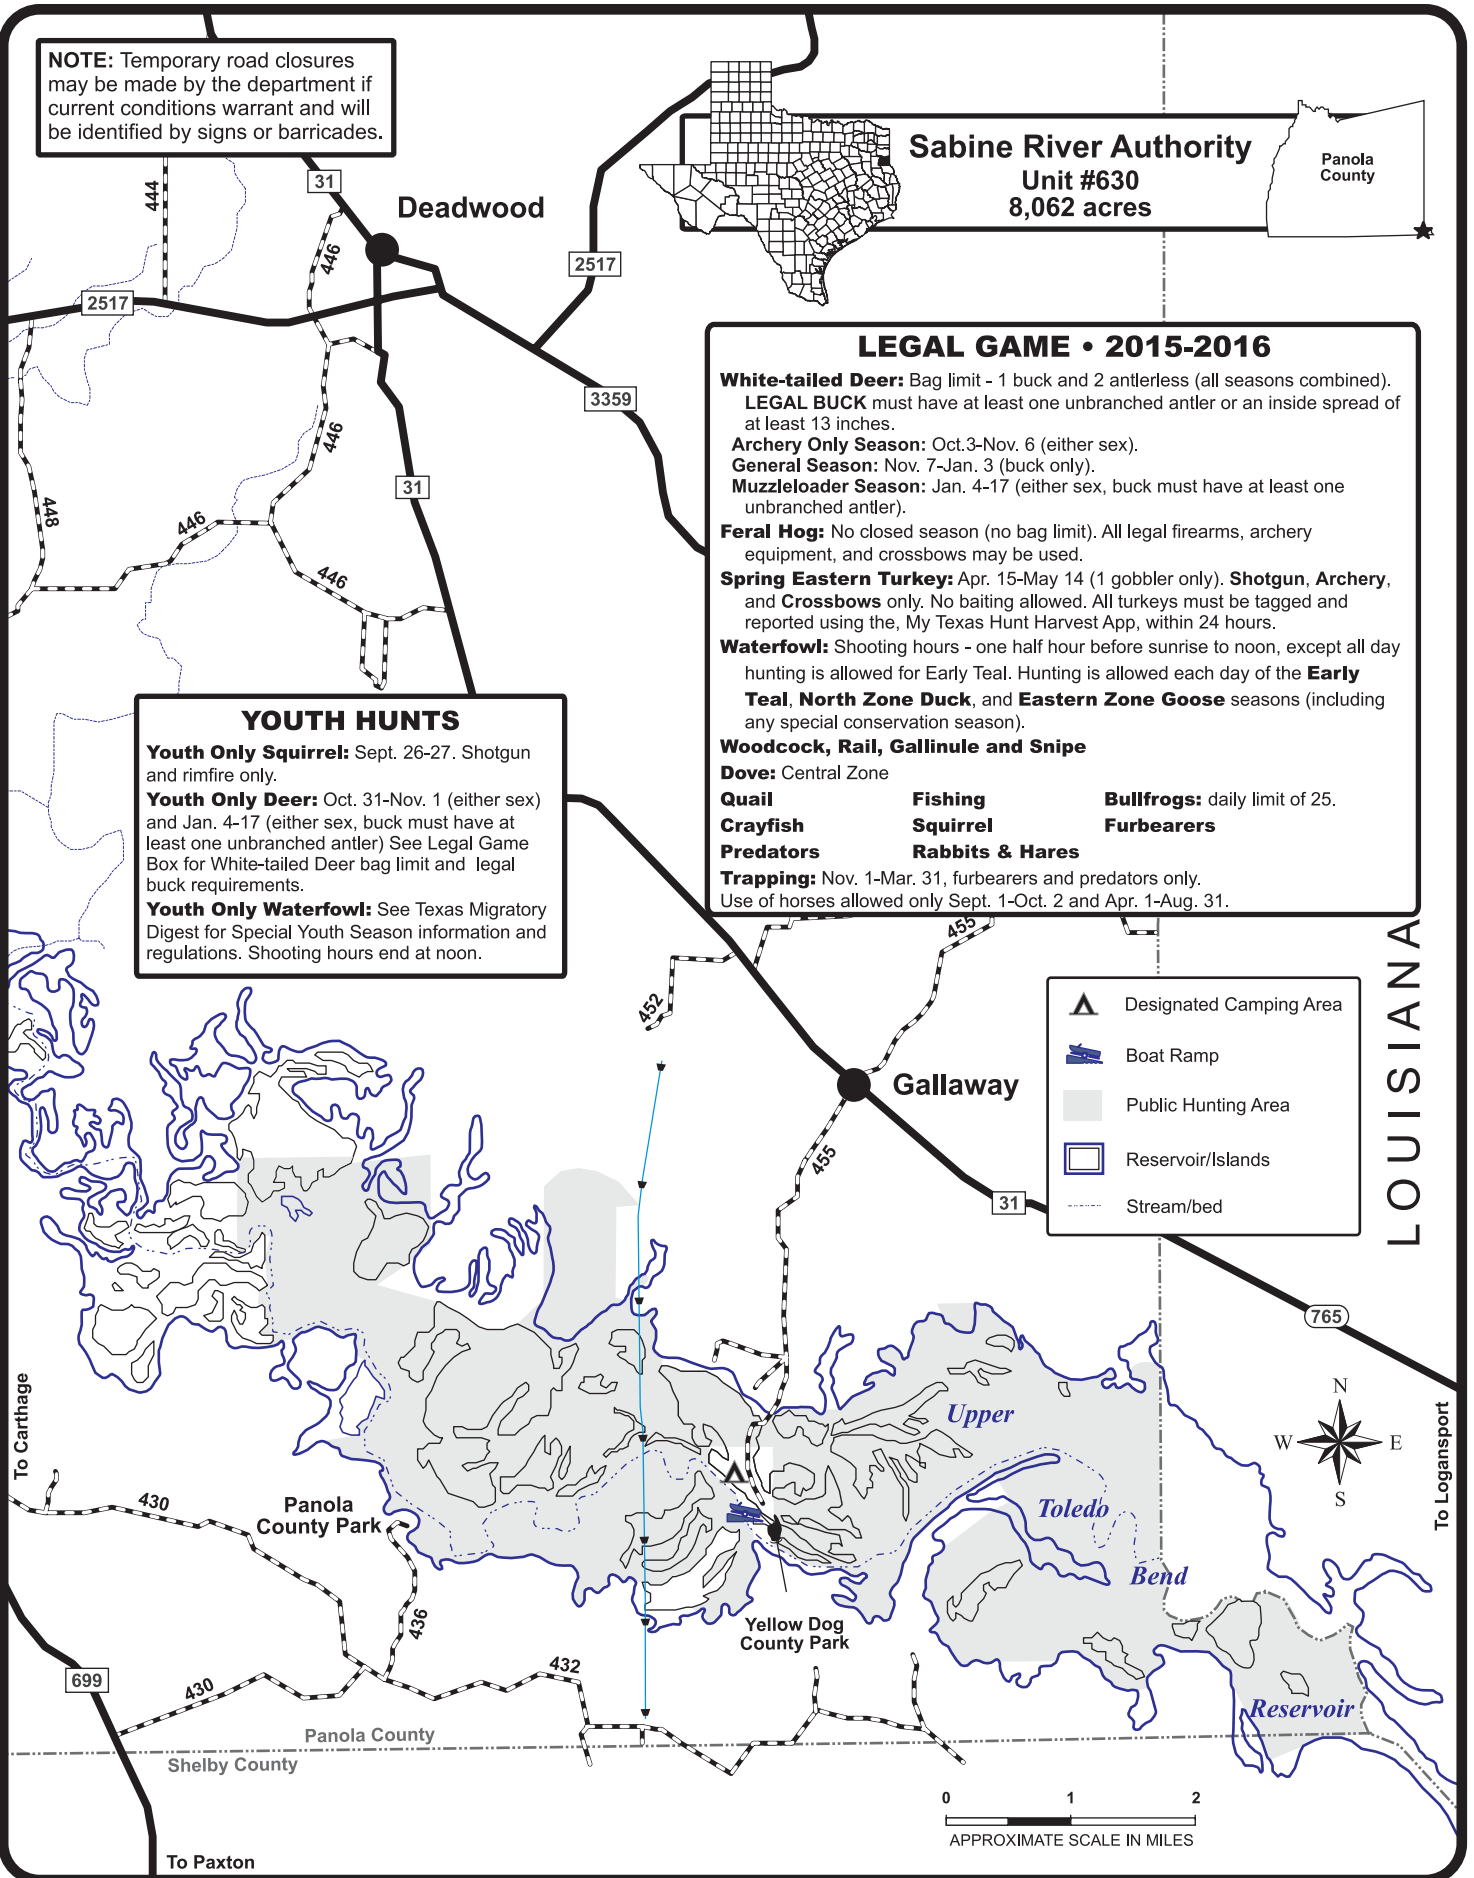 NOTE: Temporary road closures
may be made by the department if
current conditions warrant and will
be identified by signs or barricades.
Sabine River Authority
Unit #630
8,062 acres
Panola
County
444
31
Deadwood
446
2517
2517
3359
446
31
448
446
446
LEGAL GAME • 2015-2016
White-tailed Deer: Bag limit - 1 buck and 2 antlerless (all seasons combined).
LEGAL BUCK must have at least one unbranched antler or an inside spread of
at least 13 inches.
Archery Only Season: Oct.3-Nov. 6 (either sex).
General Season: Nov. 7-Jan. 3 (buck only).
Muzzleloader Season: Jan. 4-17 (either sex, buck must have at least one
unbranched antler).
Feral Hog: No closed season (no bag limit). All legal firearms, archery
equipment, and crossbows may be used.
Spring Eastern Turkey: Apr. 15-May 14 (1 gobbler only). Shotgun, Archery,
and Crossbows only. No baiting allowed. All turkeys must be tagged and
reported using the, My Texas Hunt Harvest App, within 24 hours.
Waterfowl: Shooting hours - one half hour before sunrise to noon, except all day
hunting is allowed for Early Teal. Hunting is allowed each day of the Early
Teal, North Zone Duck, and Eastern Zone Goose seasons (including
any special conservation season).
Woodcock, Rail, Gallinule and Snipe
Dove: Central Zone
Quail Fishing Bullfrogs: daily limit of 25.
Crayfish Squirrel Furbearers
Predators Rabbits & Hares
Trapping: Nov. 1-Mar. 31, furbearers and predators only.
Use of horses allowed only Sept. 1-Oct. 2 and Apr. 1-Aug. 31.
YOUTH HUNTS
Youth Only Squirrel: Sept. 26-27. Shotgun
and rimfire only.
Youth Only Deer: Oct. 31-Nov. 1 (either sex)
and Jan. 4-17 (either sex, buck must have at
least one unbranched antler) See Legal Game
Box for White-tailed Deer bag limit and legal
buck requirements.
Youth Only Waterfowl: See Texas Migratory
Digest for Special Youth Season information and
regulations. Shooting hours end at noon.
455
452
Gallaway
455
31
LOUISIANA
Designated Camping Area
Boat Ramp
Public Hunting Area
Reservoir/Islands
Stream/bed
765
N
W E
S
To Carthage
To Logansport
Upper
Toledo
Bend
Reservoir
430
Panola
County Park
436
Yellow Dog
County Park
699
430
432
Panola County
Shelby County
0 1 2
APPROXIMATE SCALE IN MILES
To Paxton